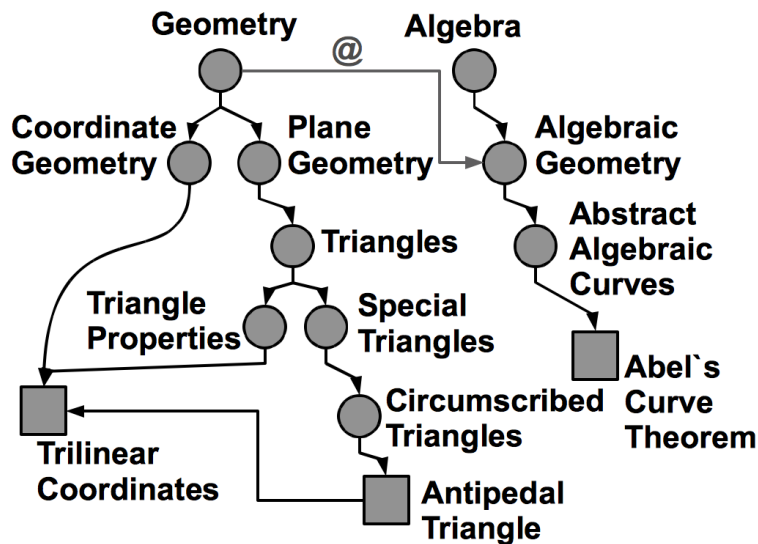 Geometry
@
Algebra
Coordinate
Geometry
Plane
Geometry
Algebraic
Geometry
Triangles
Abstract
Algebraic
Curves
Triangle
Properties
Special
Triangles
Abel`s
Curve
Theorem
Circumscribed
Triangles
Trilinear
Coordinates
Antipedal
Triangle